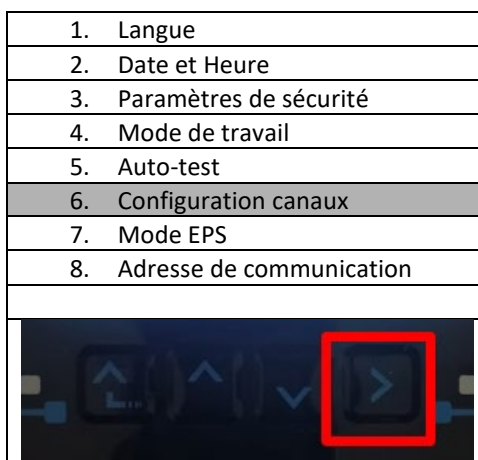 1. Langue
2. Date et Heure
3. Paramètres de sécurité
4. Mode de travail
5. Auto-test
6. Configuration canaux
7. Mode EPS
8. Adresse de communication